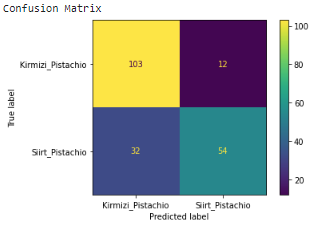 Confusion Matrix
Kirmizi_Pistachio
103
12
Siirt_Pistachio
32
54
Kirmizi_Pistachio
Siirt_Pistachio
Predicted label
True label
100
80
60
40
20